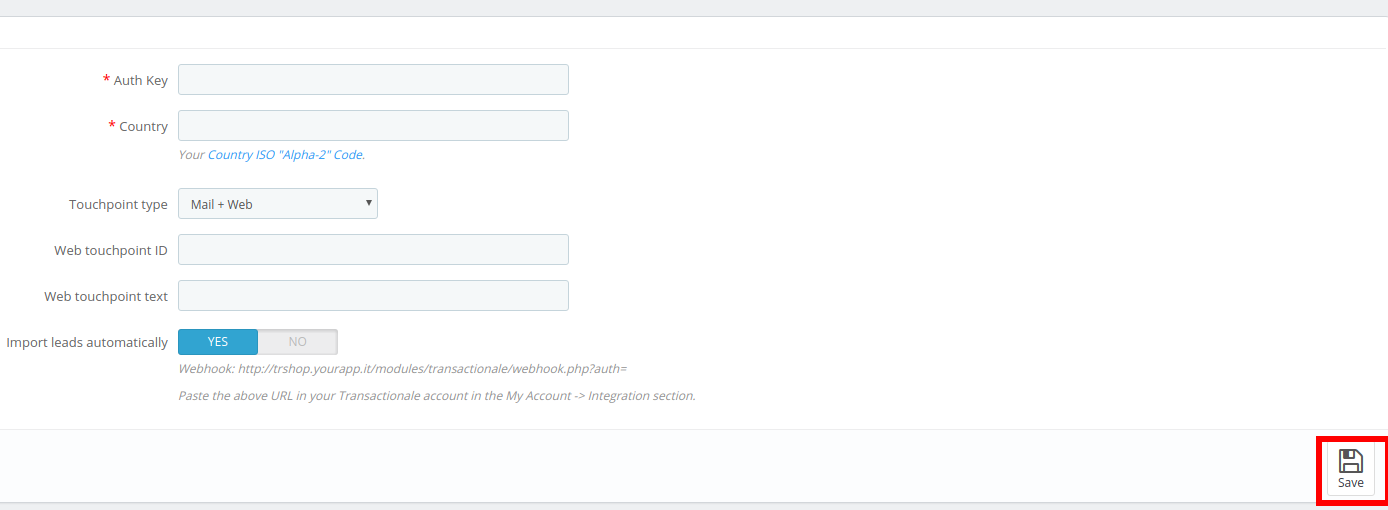 * Auth Key
* Country
Your Country ISO "Alpha-2" Code.
Touchpoint type Mail + Web
Web touchpoint ID
Web touchpoint text
Import leads automatically YES NO
Webhook: http://trshop.yourapp.it/modules/transactionale/webhook.php?auth=
Paste the above URL in your Transactionale account in the My Account -> Integration section.
Save